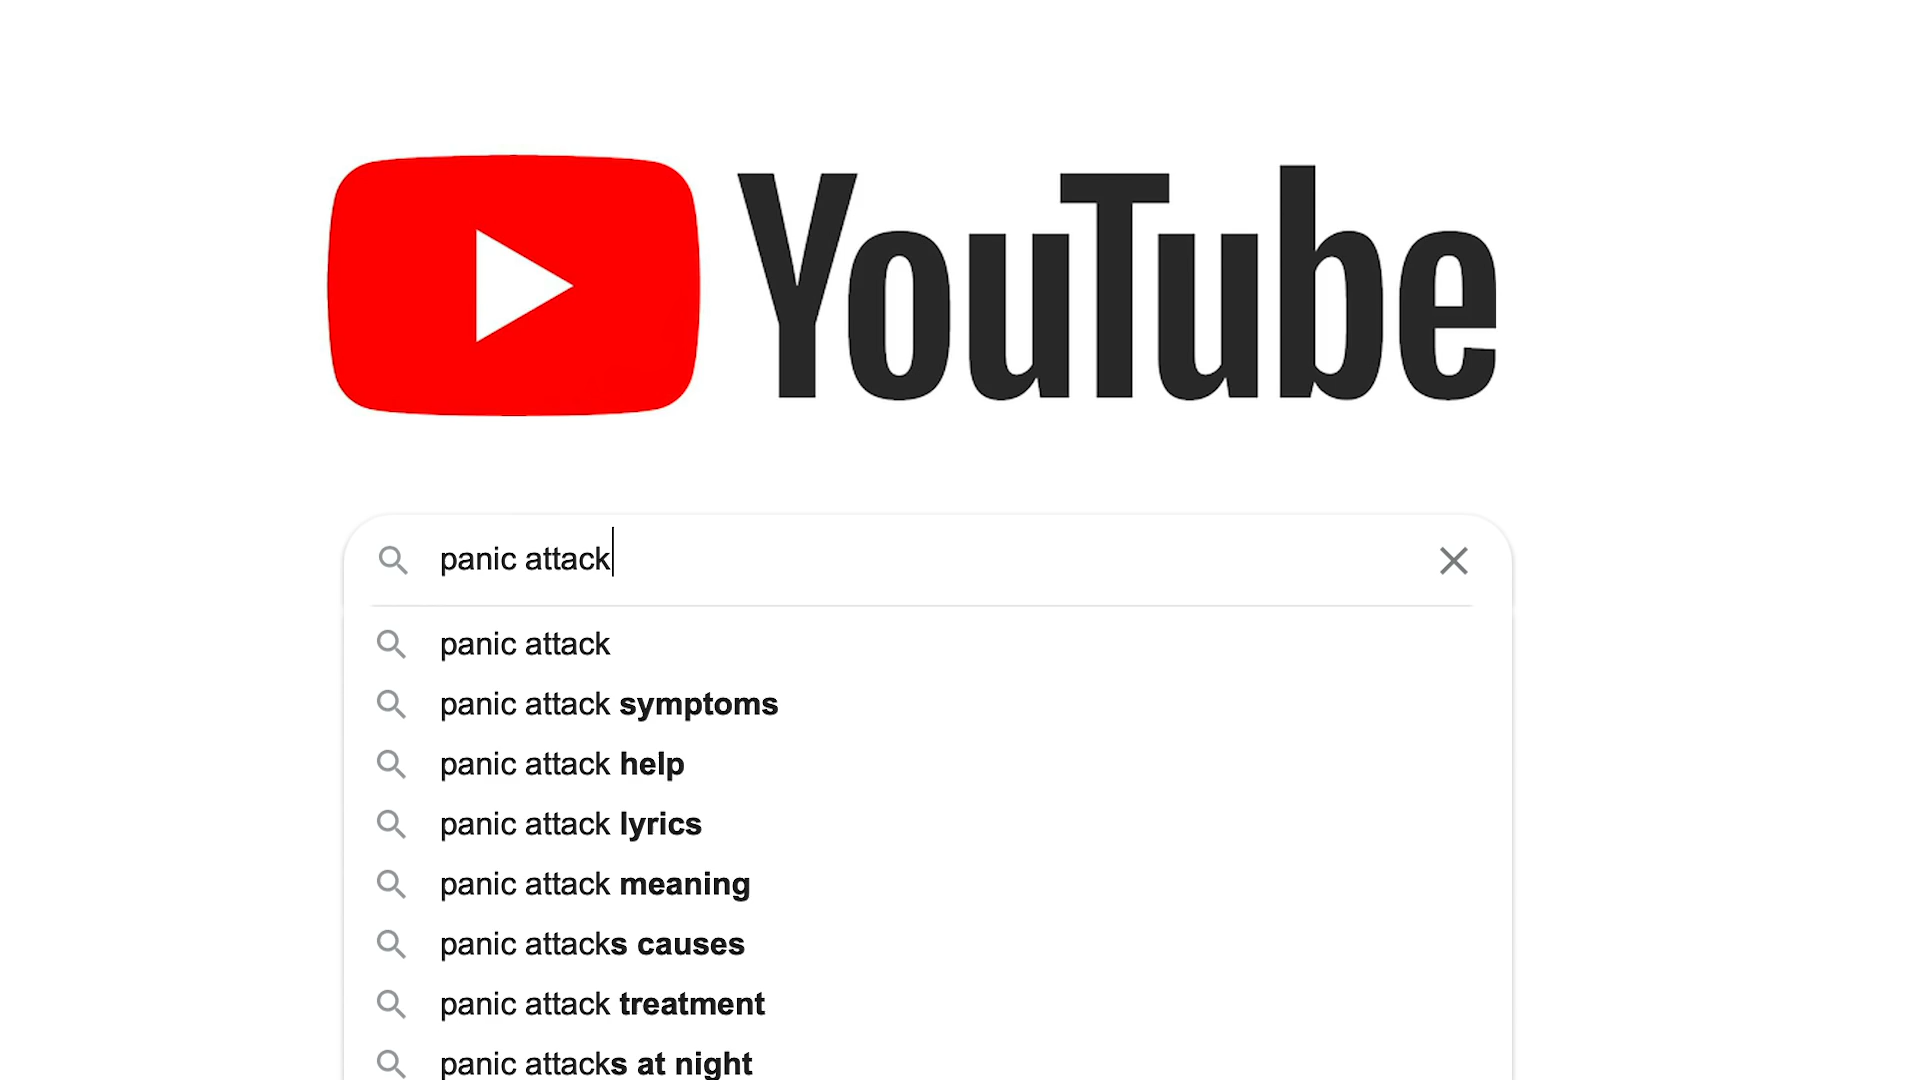 YouTube
panic attack
panic attack
panic attack symptoms
panic attack help
panic attack lyrics
panic attack meaning
panic attacks causes
panic attack treatment
panic attacks at night